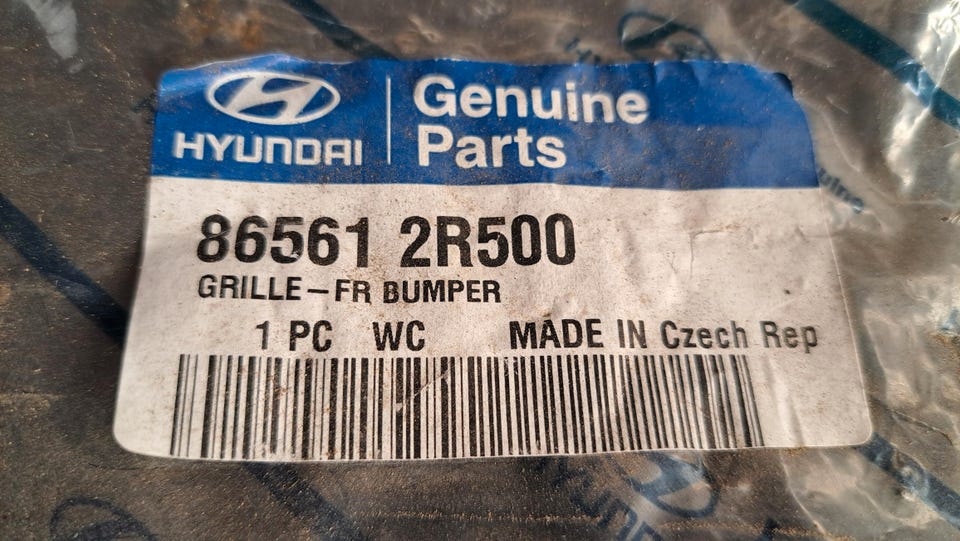 HYUNDAI
Genuine
Parts
86561 2R500
GRILLE-FR BUMPER
1 PC WC MADE IN Czech Rep